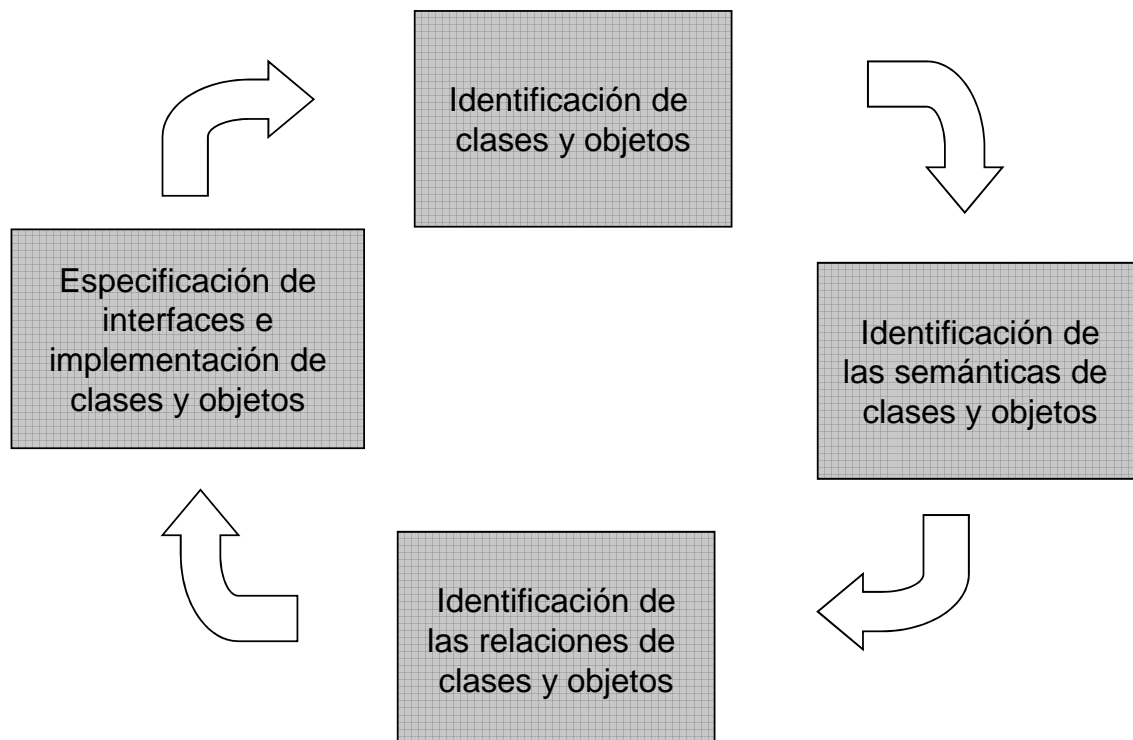 Identificación de
clases y objetos
Especificación de
interfaces e
implementación de
clases y objetos
Identificación de
las semánticas de
clases y objetos
Identificación de
las relaciones de
clases y objetos